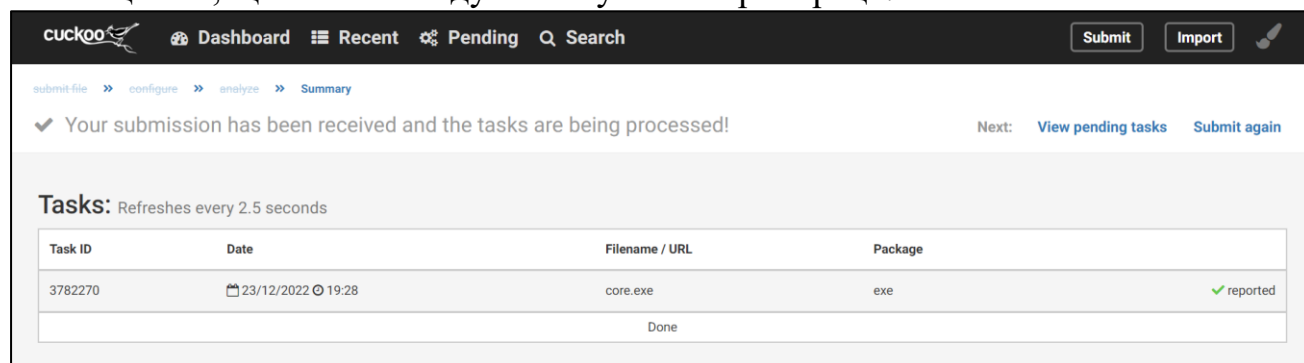 cuckoo Dashboard Recent Pending Search Submit Import
submit file » configure » analyze » Summary
Your submission has been received and the tasks are being processed! Next: View pending tasks Submit again
Tasks: Refreshes every 2.5 seconds
Task ID Date Filename / URL Package
3782270 23/12/2022 19:28 core.exe exe reported
Done